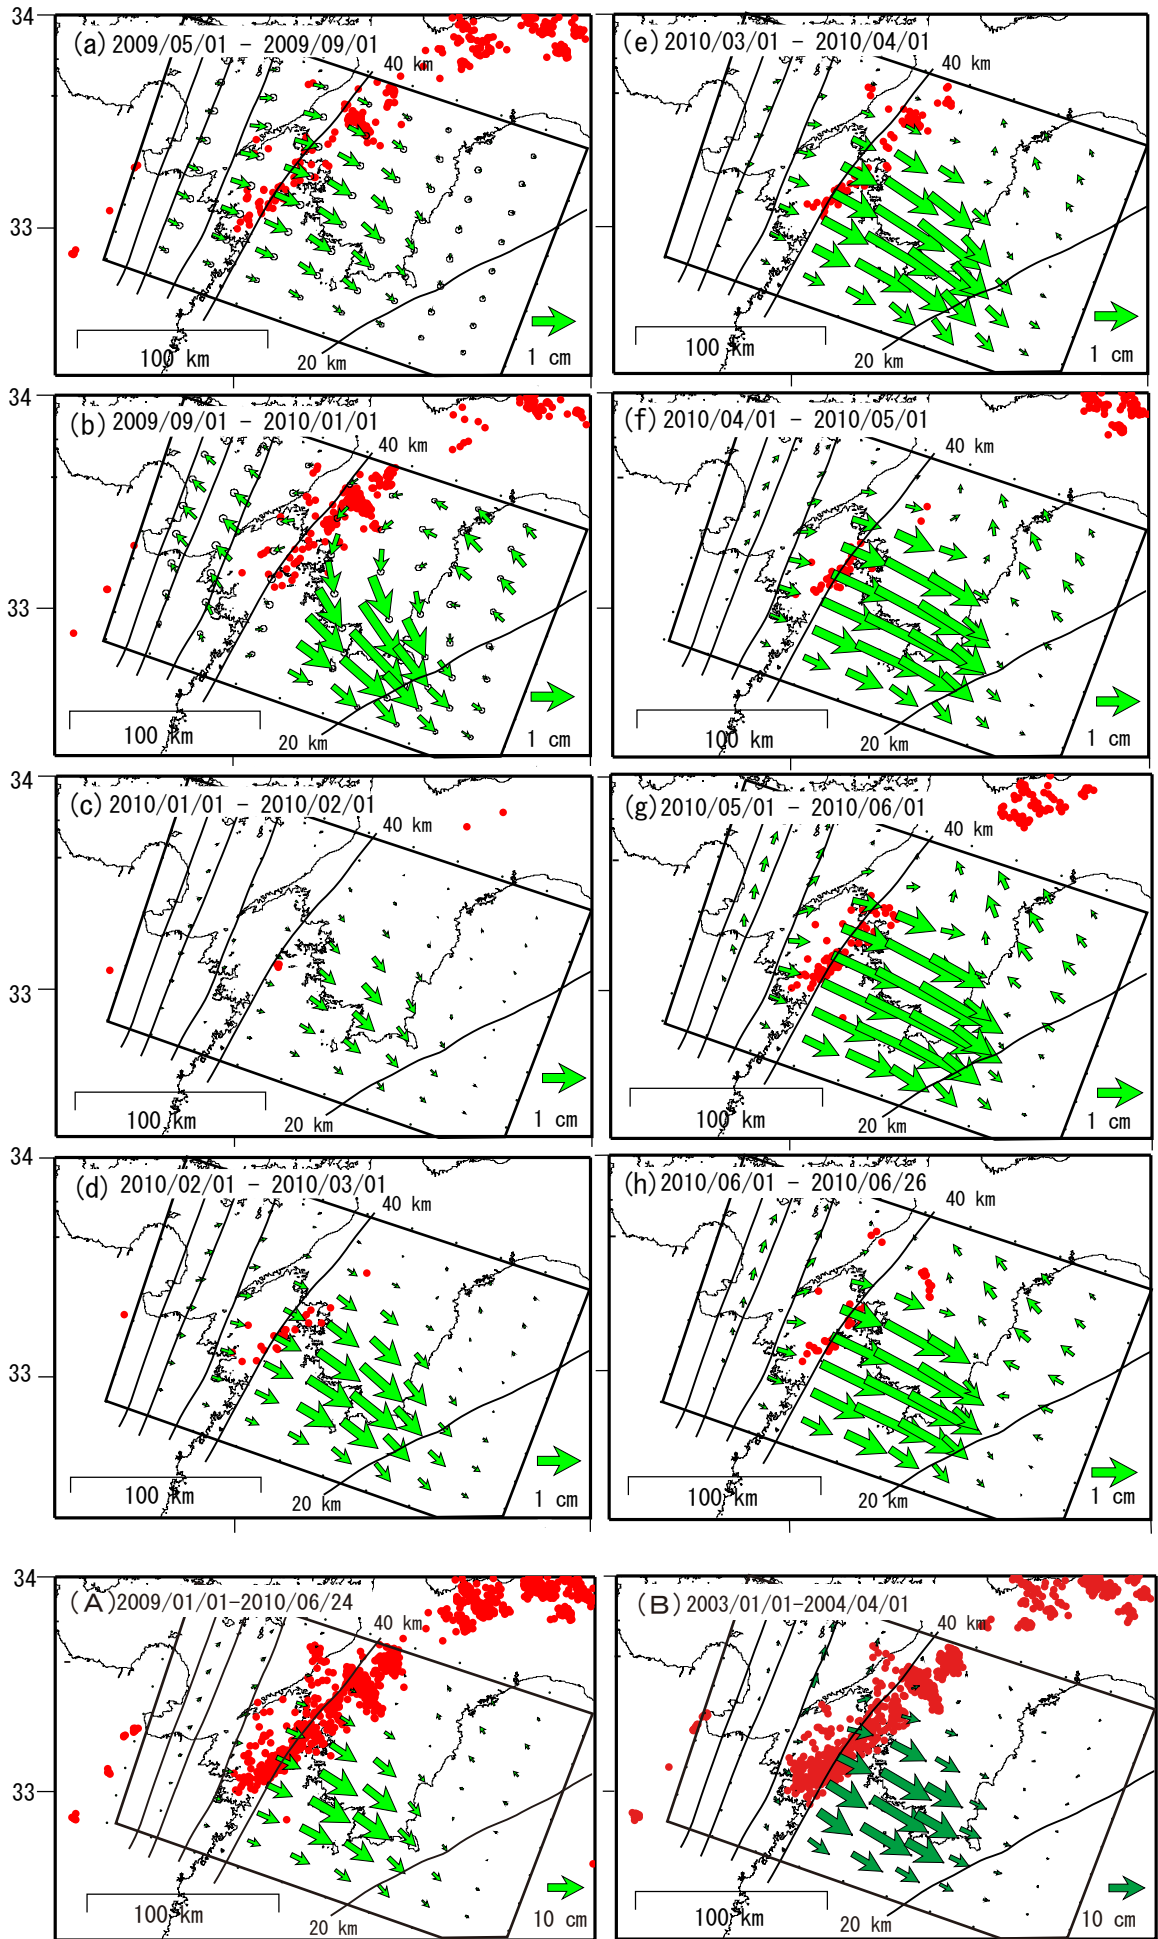 34
(a) 2009/05/01 - 2009/09/01
40 km
33
100 km
20 km
1 cm
(e) 2010/03/01 - 2010/04/01
40 km
100 km
20 km
1 cm
34
(b) 2009/09/01 - 2010/01/01
40 km
33
100 km
20 km
1 cm
(f) 2010/04/01 - 2010/05/01
40 km
100 km
20 km
1 cm
34
(c) 2010/01/01 - 2010/02/01
40 km
33
100 km
20 km
1 cm
(g) 2010/05/01 - 2010/06/01
40 km
100 km
20 km
1 cm
34
(d) 2010/02/01 - 2010/03/01
40 km
33
100 km
20 km
1 cm
(h) 2010/06/01 - 2010/06/26
40 km
100 km
20 km
1 cm
34
(A) 2009/01/01-2010/06/24
40 km
33
100 km
20 km
10 cm
(B) 2003/01/01-2004/04/01
40 km
100 km
20 km
10 cm